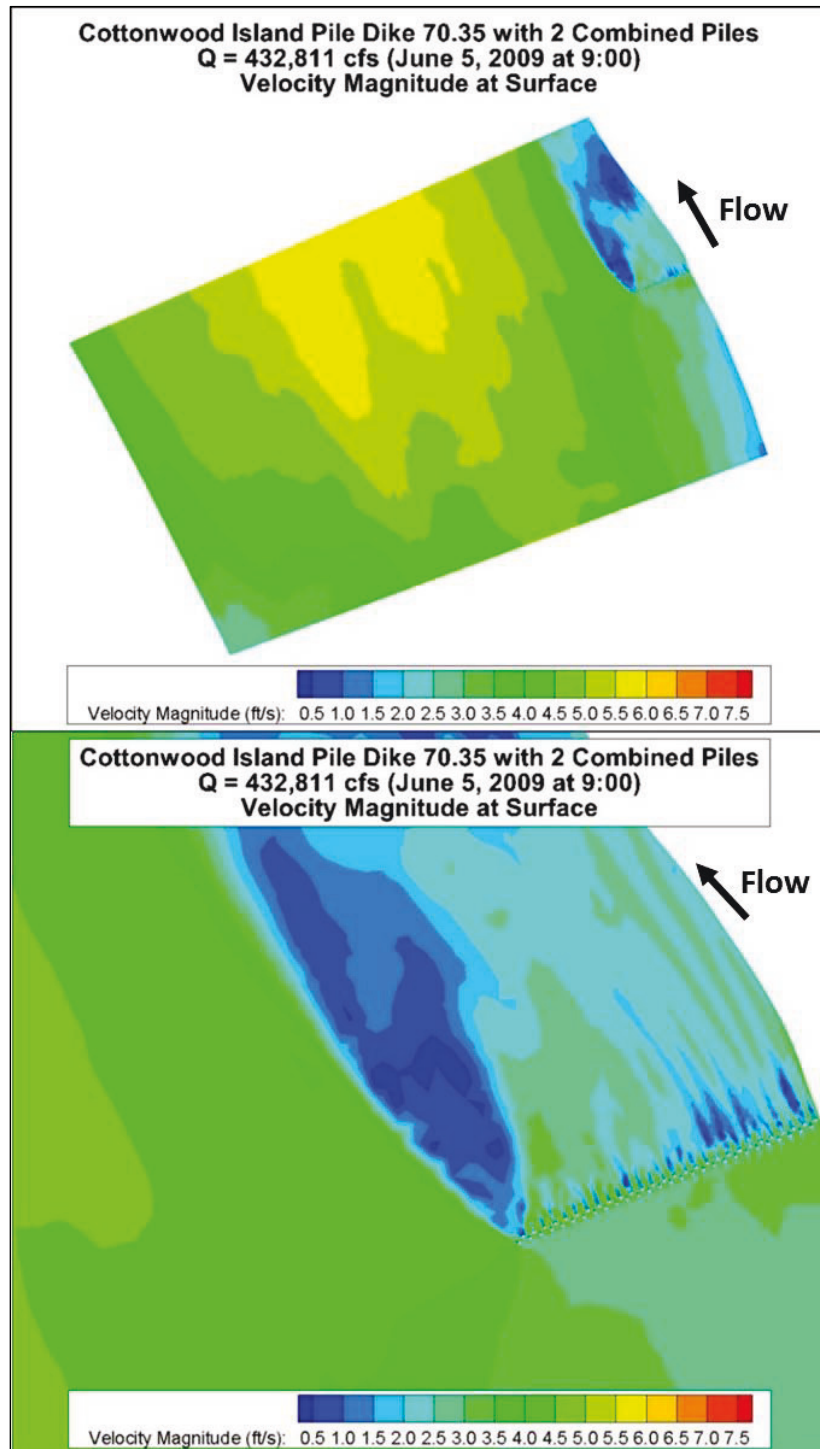 Cottonwood Island Pile Dike 70.35 with 2 Combined Piles
Q = 432,811 cfs (June 5, 2009 at 9:00)
Velocity Magnitude at Surface
Flow
Velocity Magnitude (ft/s): 0.5 1.0 1.5 2.0 2.5 3.0 3.5 4.0 4.5 5.0 5.5 6.0 6.5 7.0 7.5
Cottonwood Island Pile Dike 70.35 with 2 Combined Piles
Q = 432,811 cfs (June 5, 2009 at 9:00)
Velocity Magnitude at Surface
Flow
Velocity Magnitude (ft/s): 0.5 1.0 1.5 2.0 2.5 3.0 3.5 4.0 4.5 5.0 5.5 6.0 6.5 7.0 7.5